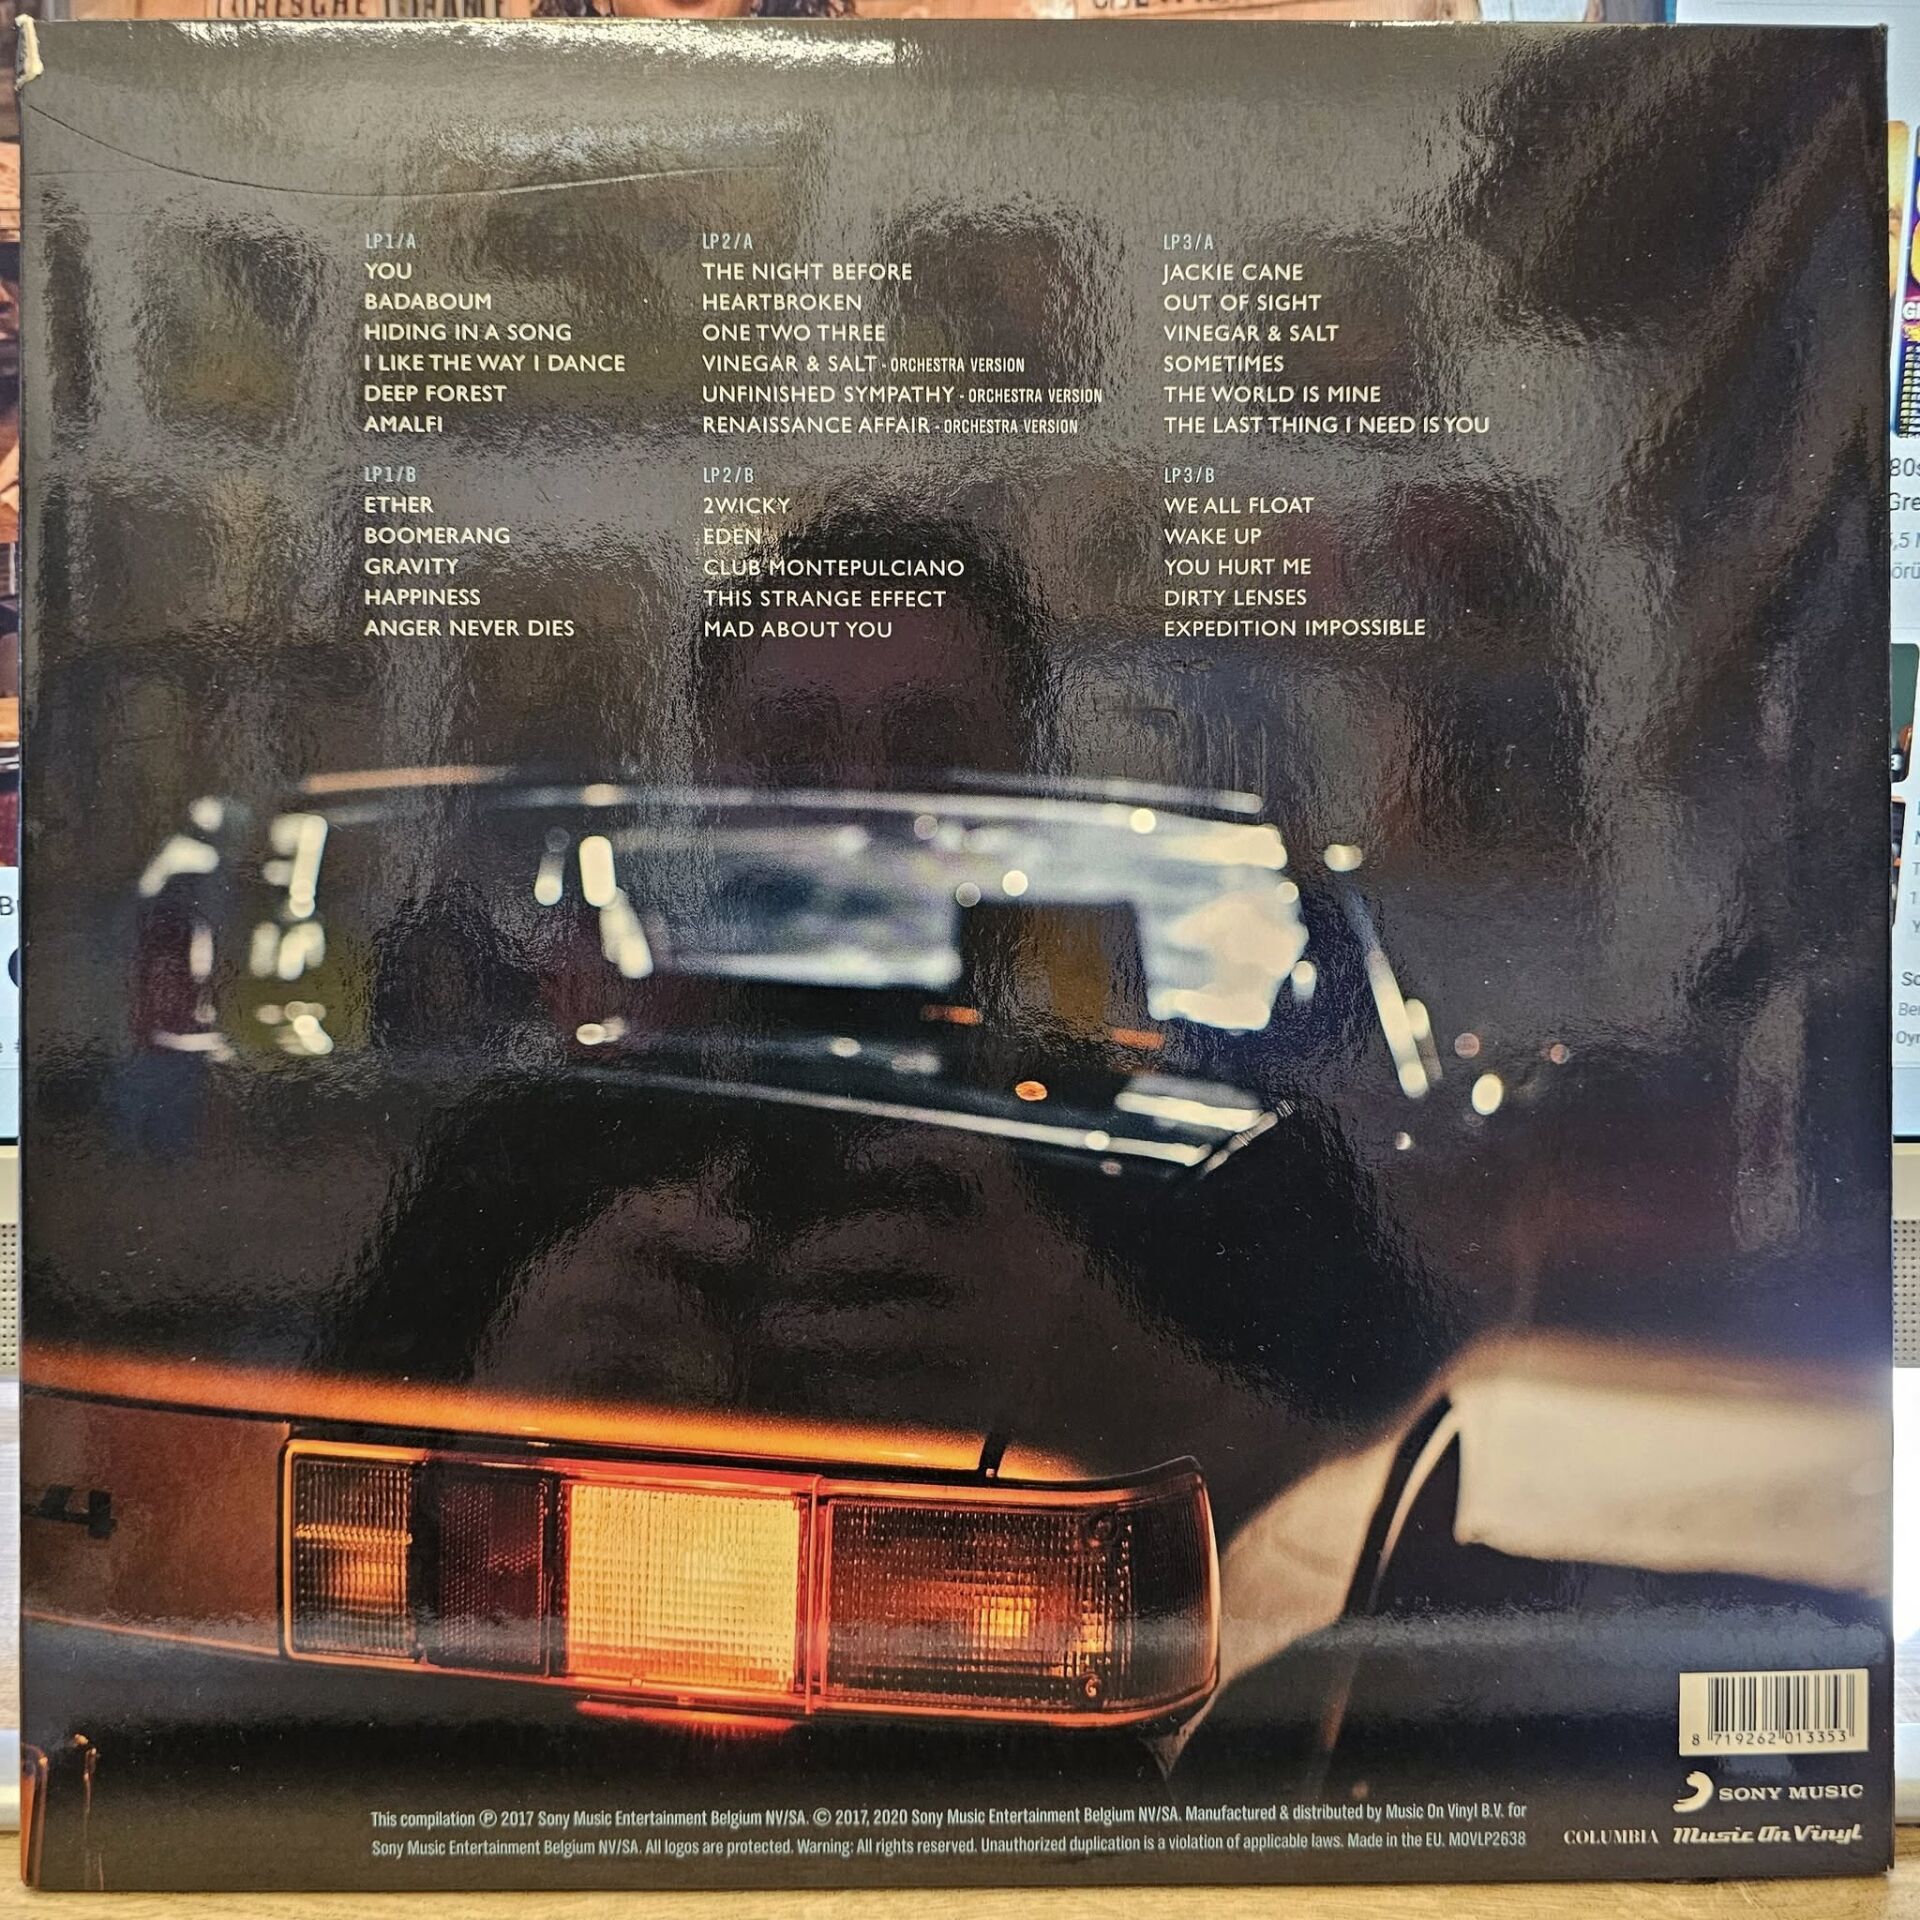 LP1/A
YOU
BADABOUM
HIDING IN A SONG
I LIKE THE WAY I DANCE
DEEP FOREST
AMALFI
LP1/B
ETHER
BOOMERANG
GRAVITY
HAPPINESS
ANGER NEVER DIES
LP2/A
THE NIGHT BEFORE
HEARTBROKEN
ONE TWO THREE
VINEGAR & SALT - ORCHESTRA VERSION
UNFINISHED SYMPATHY - ORCHESTRA VERSION
RENAISSANCE AFFAIR - ORCHESTRA VERSION
LP2/B
2WICKY
EDEN
CLUB MONTEPULCIANO
THIS STRANGE EFFECT
MAD ABOUT YOU
LP3/A
JACKIE CANE
OUT OF SIGHT
VINEGAR & SALT
SOMETIMES
THE WORLD IS MINE
THE LAST THING I NEED IS YOU
LP3/B
WE ALL FLOAT
WAKE UP
YOU HURT ME
DIRTY LENSES
EXPEDITION IMPOSSIBLE
4
8 719262 013353
SONY MUSIC
This compilation ℗ 2017 Sony Music Entertainment Belgium NV/SA. © 2017, 2020 Sony Music Entertainment Belgium NV/SA. Manufactured & distributed by Music On Vinyl B.V. for
Sony Music Entertainment Belgium NV/SA. All logos are protected. Warning: All rights reserved. Unauthorized duplication is a violation of applicable laws. Made in the EU. MOVLP2638
COLUMBIA Music On Vinyl